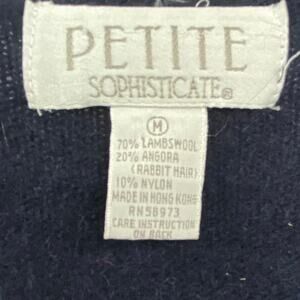 PETITE
SOPHISTICATE®
M
70% LAMBSWOOL
20% ANGORA
(RABBIT HAIR)
10% NYLON
MADE IN HONG KONG
RN58973
CARE INSTRUCTION
ON BACK